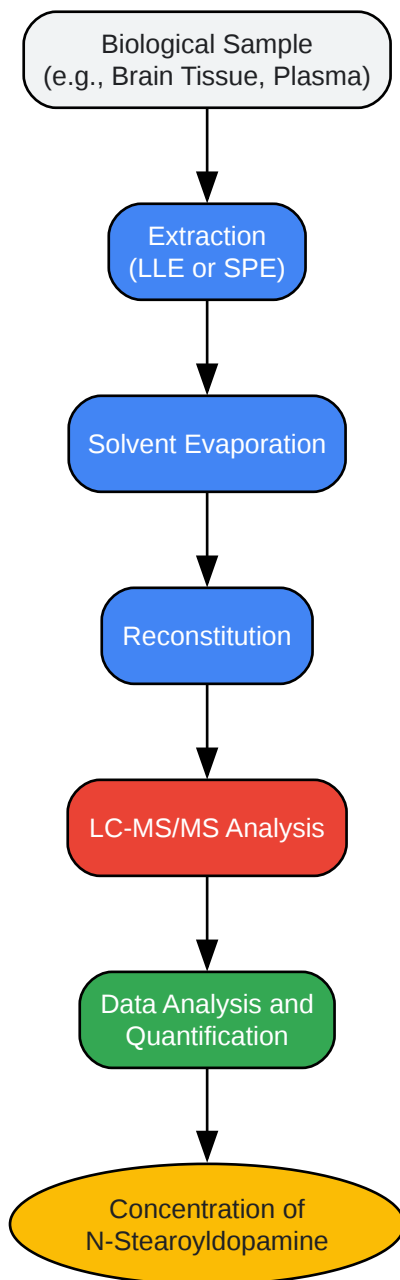 Biological Sample
(e.g., Brain Tissue, Plasma)
Extraction
(LLE or SPE)
Solvent Evaporation
Reconstitution
LC-MS/MS Analysis
Data Analysis and
Quantification
Concentration of
N-Stearoyldopamine